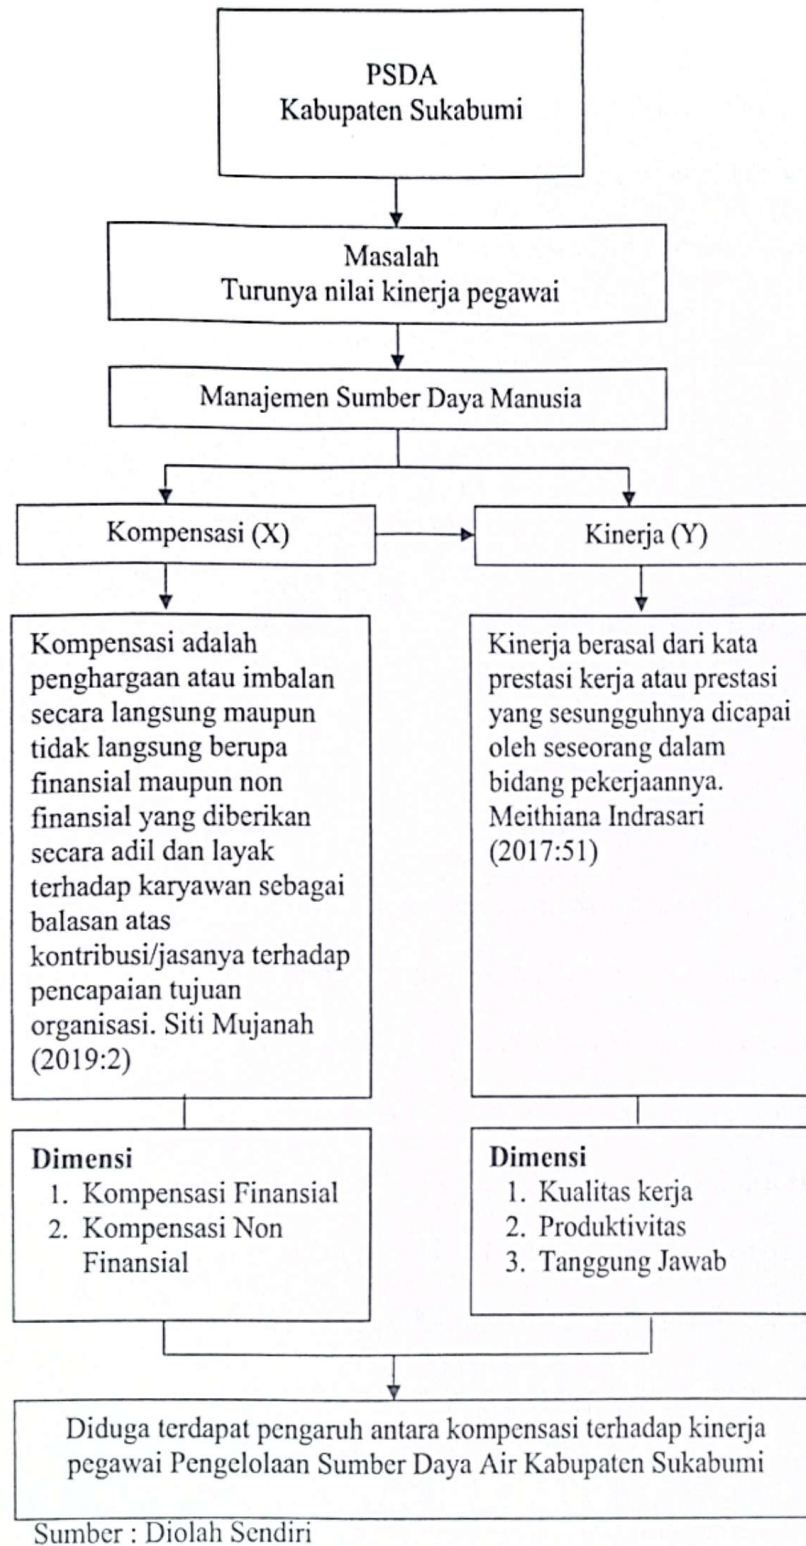 PSDA
Kabupaten Sukabumi
Masalah
Turunya nilai kinerja pegawai
Manajemen Sumber Daya Manusia
Kompensasi (X)
Kinerja (Y)
Kompensasi adalah
penghargaan atau imbalan
secara langsung maupun
tidak langsung berupa
finansial maupun non
finansial yang diberikan
secara adil dan layak
terhadap karyawan sebagai
balasan atas
kontribusi/jasanya terhadap
pencapaian tujuan
organisasi. Siti Mujanah
(2019:2)
Kinerja berasal dari kata
prestasi kerja atau prestasi
yang sesungguhnya dicapai
oleh seseorang dalam
bidang pekerjaannya.
Meithiana Indrasari
(2017:51)
Dimensi
1. Kompensasi Finansial
2. Kompensasi Non
Finansial
Dimensi
1. Kualitas kerja
2. Produktivitas
3. Tanggung Jawab
Diduga terdapat pengaruh antara kompensasi terhadap kinerja
pegawai Pengelolaan Sumber Daya Air Kabupaten Sukabumi
Sumber : Diolah Sendiri